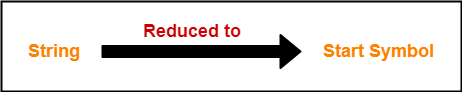 Reduced to
String
Start Symbol